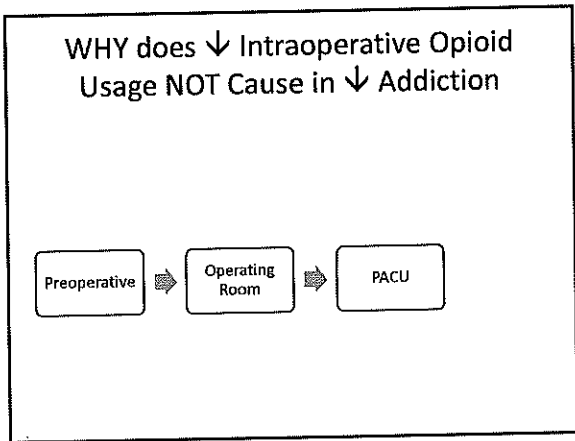 WHY does ↓ Intraoperative Opioid
Usage NOT Cause in ↓ Addiction
Preoperative
Operating
Room
PACU